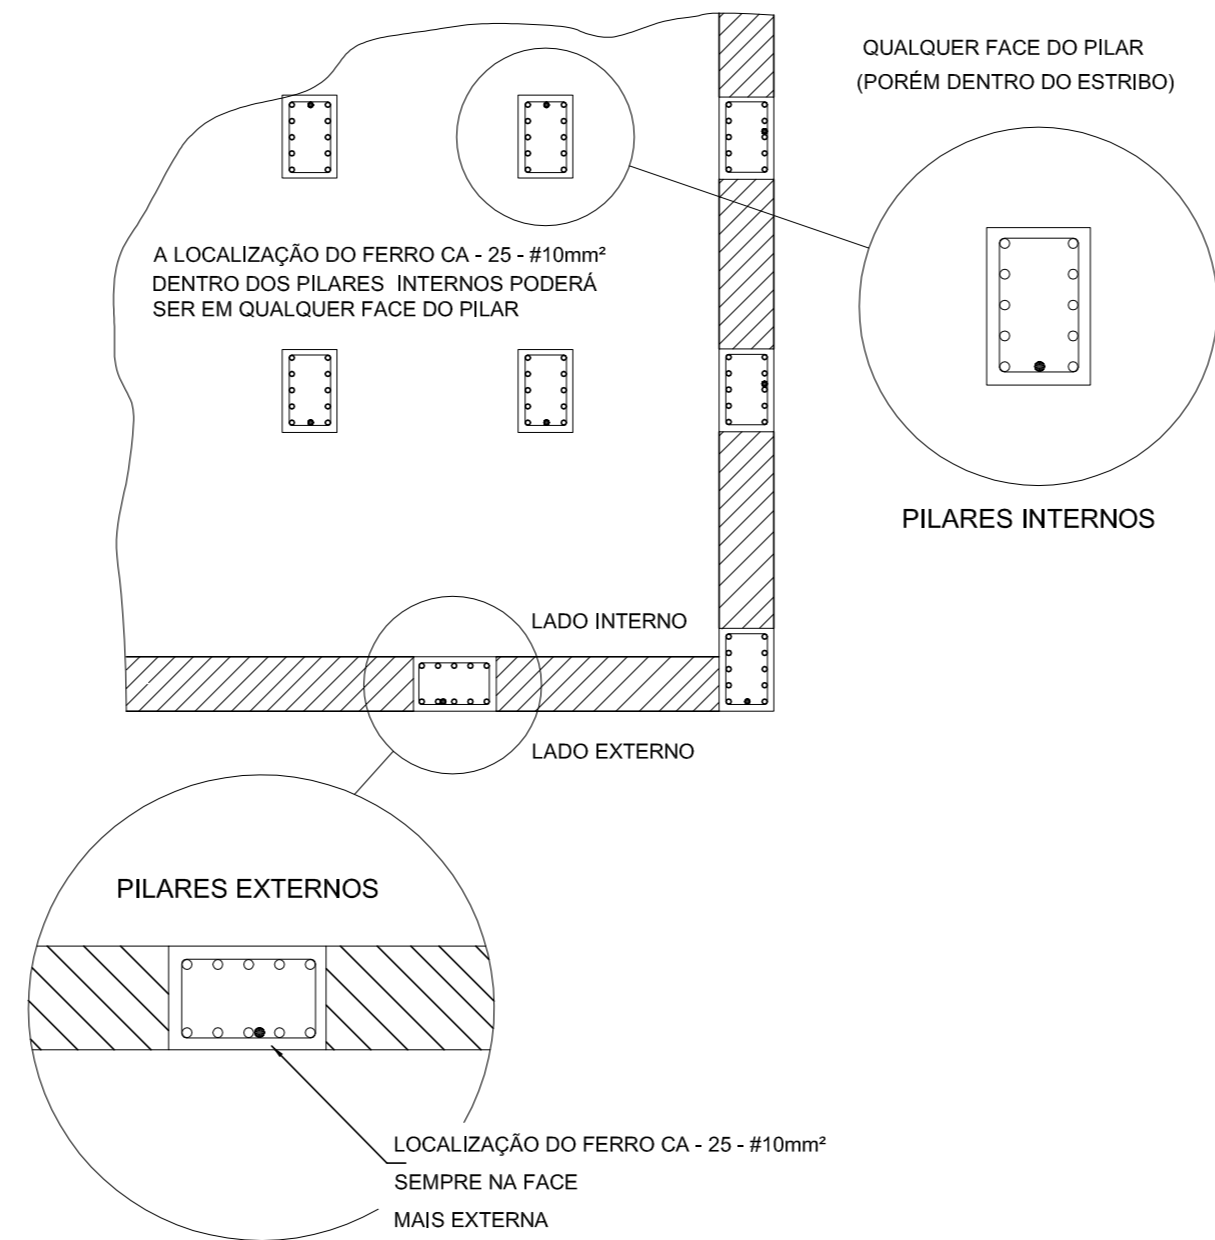 QUALQUER FACE DO PILAR
(PORÉM DENTRO DO ESTRIBO)
A LOCALIZAÇÃO DO FERRO CA - 25 - #10mm²
DENTRO DOS PILARES INTERNOS PODERÁ
SER EM QUALQUER FACE DO PILAR
PILARES INTERNOS
LADO INTERNO
LADO EXTERNO
PILARES EXTERNOS
LOCALIZAÇÃO DO FERRO CA - 25 - #10mm²
SEMPRE NA FACE
MAIS EXTERNA